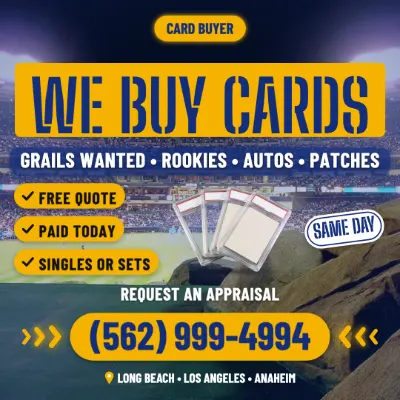 CARD BUYER
WE BUY CARDS
GRAILS WANTED • ROOKIES • AUTOS • PATCHES
FREE QUOTE
PAID TODAY
SINGLES OR SETS
SAME DAY
REQUEST AN APPRAISAL
(562) 999-4994
LONG BEACH • LOS ANGELES • ANAHEIM